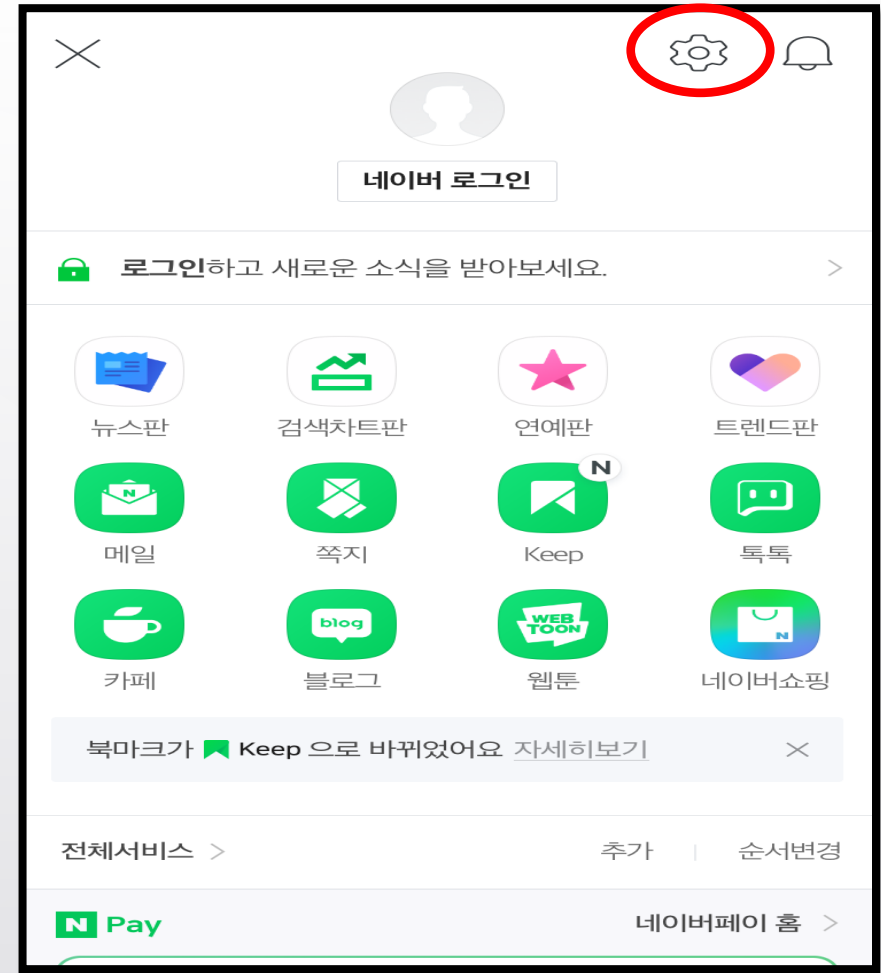 네이버 로그인
로그인하고 새로운 소식을 받아보세요.
뉴스판 검색차트판 연예판 트렌드판
N N
메일 쪽지 Keep 톡톡
blog WEB TOON N
카페 블로그 웹툰 네이버쇼핑
북마크가 Keep 으로 바뀌었어요 자세히보기
전체서비스 추가 순서변경
N Pay 네이버페이 홈